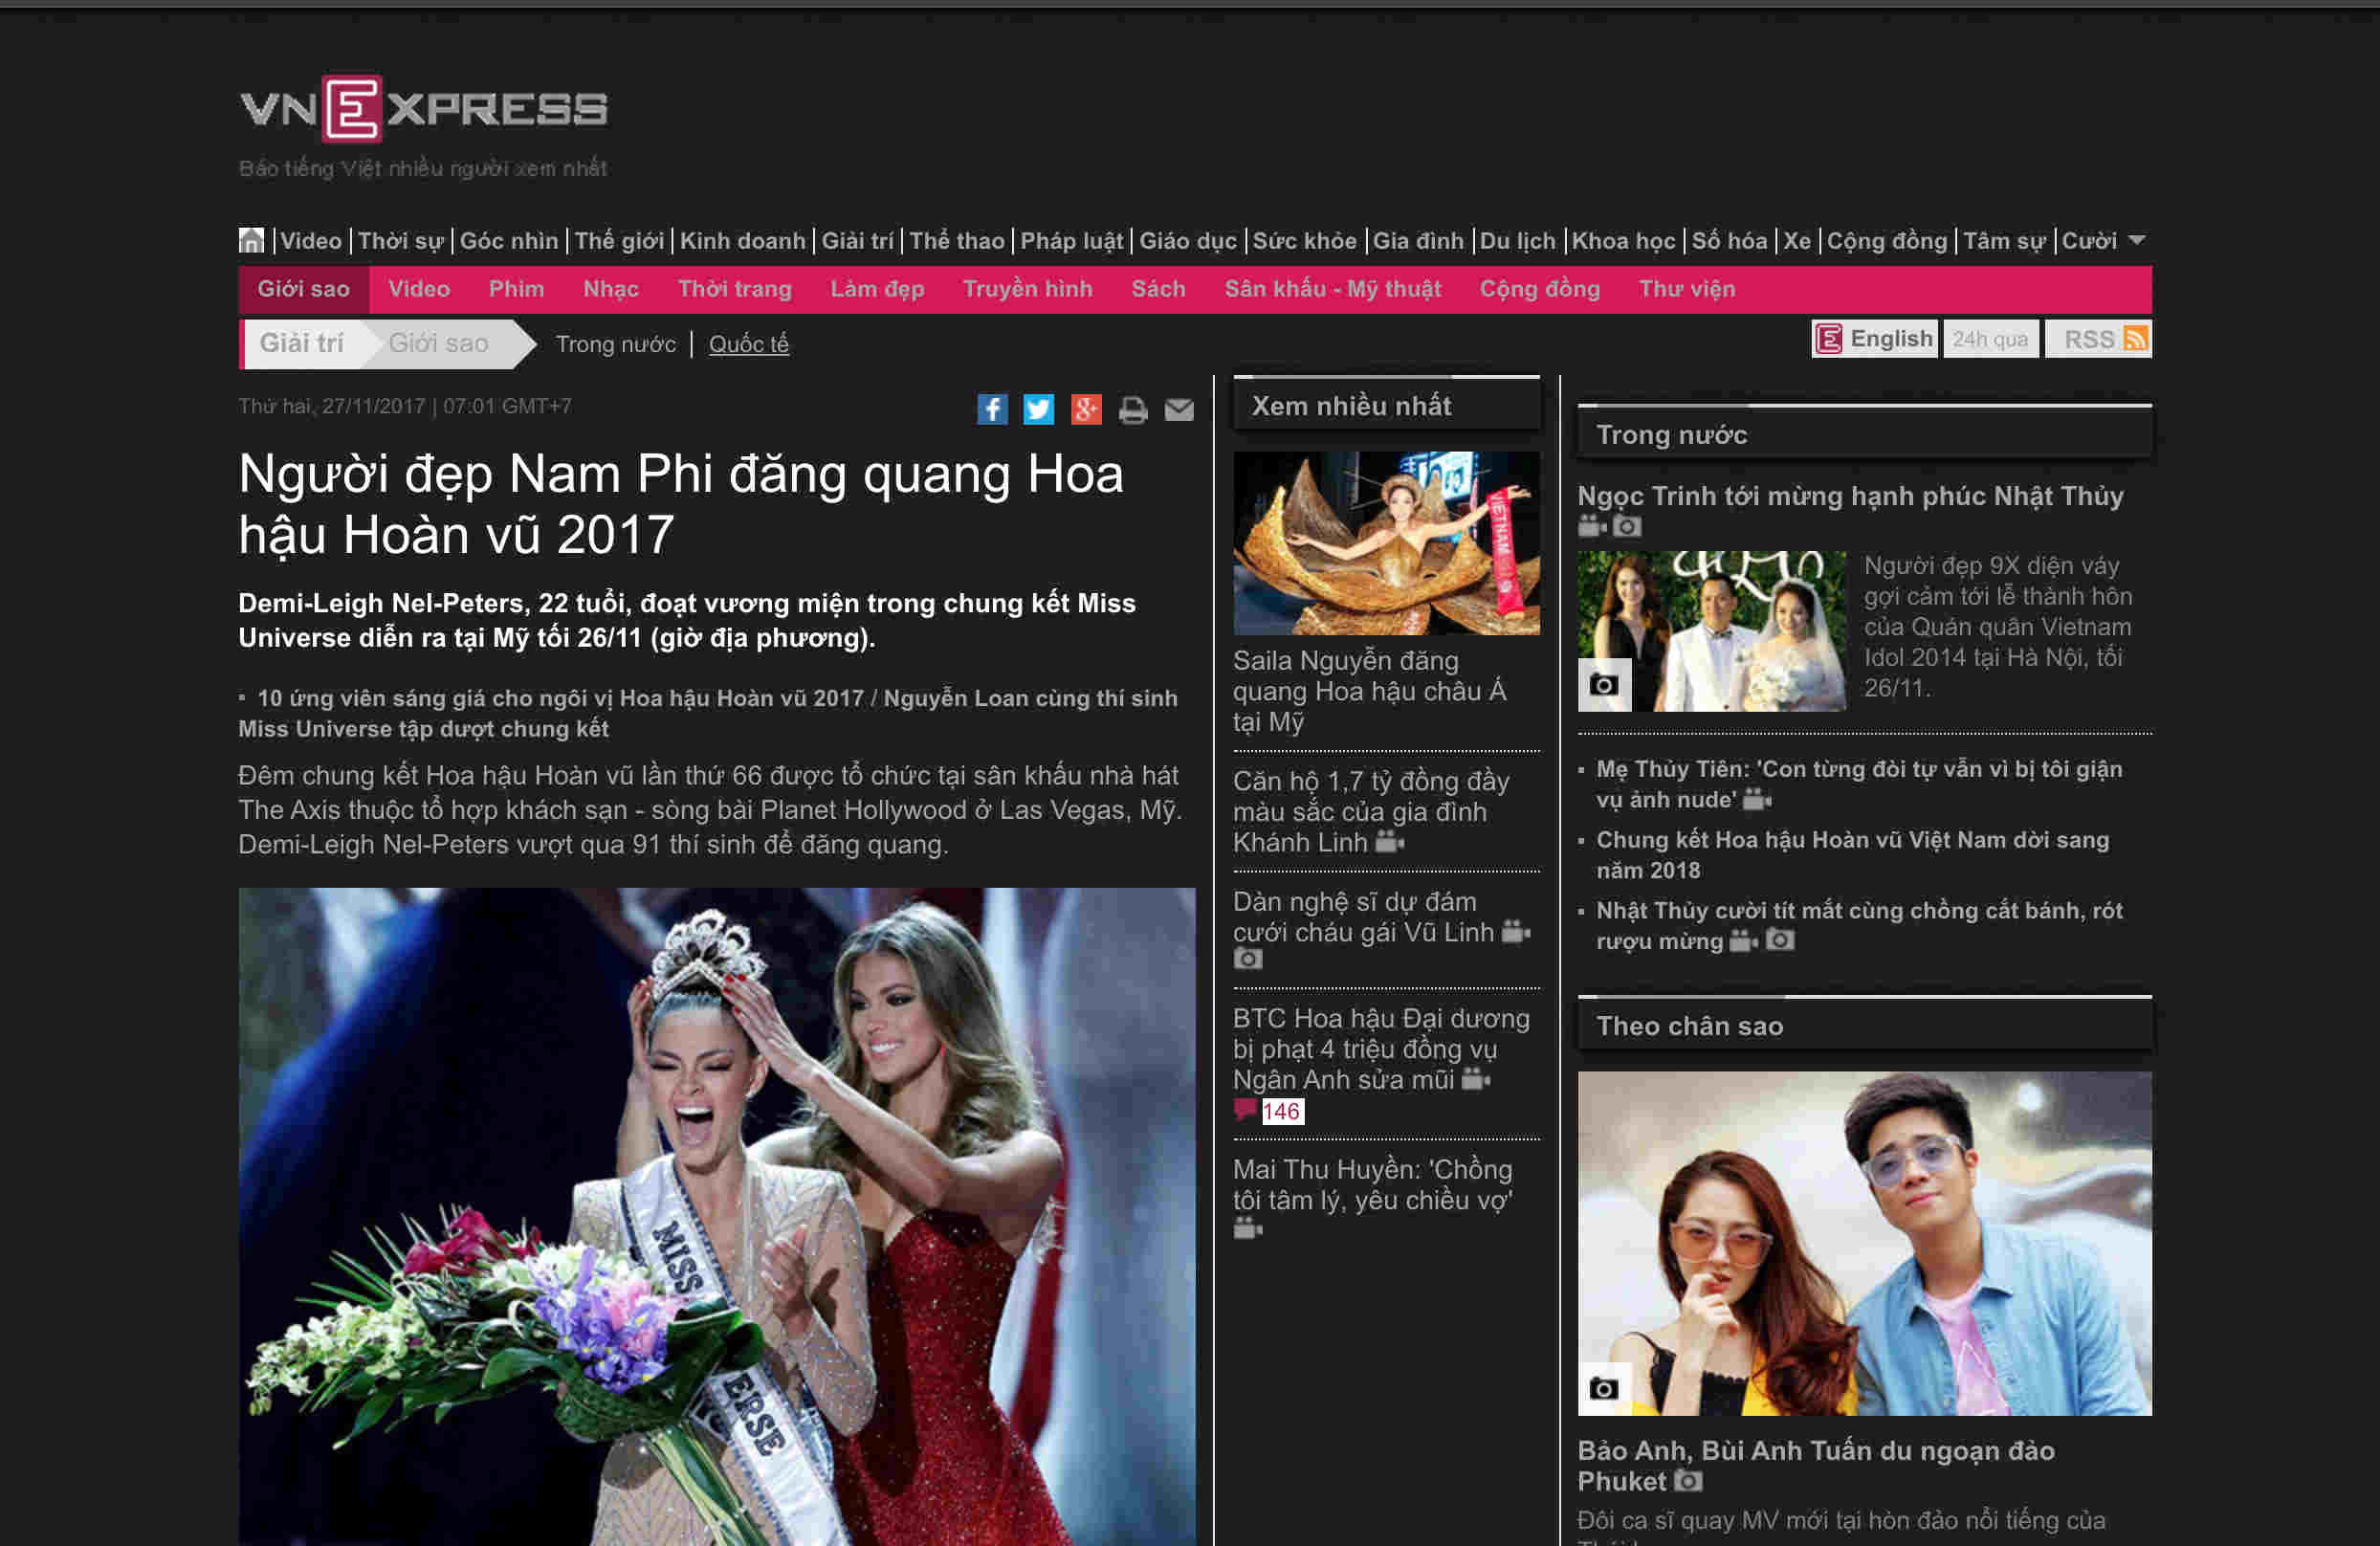 VNEXPRESS
Báo tiếng Việt nhiều người xem nhất
Video | Thời sự | Góc nhìn | Thế giới | Kinh doanh | Giải trí | Thể thao | Pháp luật | Giáo dục | Sức khỏe | Gia đình | Du lịch | Khoa học | Số hóa | Xe | Cộng đồng | Tâm sự | Cười
Giới sao Video Phim Nhạc Thời trang Làm đẹp Truyền hình Sách Sân khấu - Mỹ thuật Cộng đồng Thư viện
Giải trí Giới sao Trong nước | Quốc tế
E English 24h qua RSS
Thứ hai, 27/11/2017 | 07:01 GMT+7
Người đẹp Nam Phi đăng quang Hoa
hậu Hoàn vũ 2017
Demi-Leigh Nel-Peters, 22 tuổi, đoạt vương miện trong chung kết Miss
Universe diễn ra tại Mỹ tối 26/11 (giờ địa phương).
10 ứng viên sáng giá cho ngôi vị Hoa hậu Hoàn vũ 2017 / Nguyễn Loan cùng thí sinh
Miss Universe tập dượt chung kết
Đêm chung kết Hoa hậu Hoàn vũ lần thứ 66 được tổ chức tại sân khấu nhà hát
The Axis thuộc tổ hợp khách sạn - sòng bài Planet Hollywood ở Las Vegas, Mỹ.
Demi-Leigh Nel-Peters vượt qua 91 thí sinh để đăng quang.
MISS
ERSE
Xem nhiều nhất
VIETNAM
Saila Nguyễn đăng
quang Hoa hậu châu Á
tại Mỹ
Căn hộ 1,7 tỷ đồng đầy
màu sắc của gia đình
Khánh Linh
Dàn nghệ sĩ dự đám
cưới cháu gái Vũ Linh
BTC Hoa hậu Đại dương
bị phạt 4 triệu đồng vụ
Ngân Anh sửa mũi
146
Mai Thu Huyền: 'Chồng
tôi tâm lý, yêu chiều vợ'
Trong nước
Ngọc Trinh tới mừng hạnh phúc Nhật Thủy
Người đẹp 9X diện váy
gợi cảm tới lễ thành hôn
của Quán quân Vietnam
Idol 2014 tại Hà Nội, tối
26/11.
Mẹ Thủy Tiên: 'Con từng đòi tự vẫn vì bị tôi giận
vụ ảnh nude'
Chung kết Hoa hậu Hoàn vũ Việt Nam dời sang
năm 2018
Nhật Thủy cười tít mắt cùng chồng cắt bánh, rót
rượu mừng
Theo chân sao
Bảo Anh, Bùi Anh Tuấn du ngoạn đảo
Phuket
Đôi ca sĩ quay MV mới tại hòn đảo nổi tiếng của